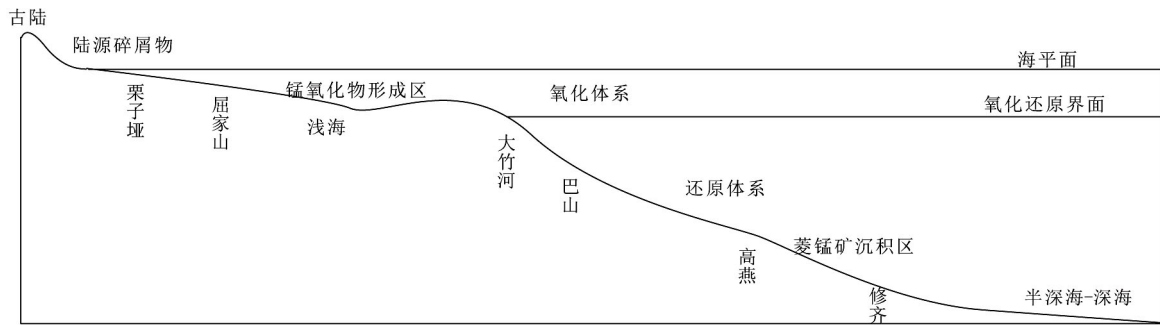 古陆
陆源碎屑物
海平面
锰氧化物形成区
氧化体系
氧化还原界面
栗子垭
屈家山
浅海
大竹河
巴山
还原体系
高燕
菱锰矿沉积区
修齐
半深海-深海